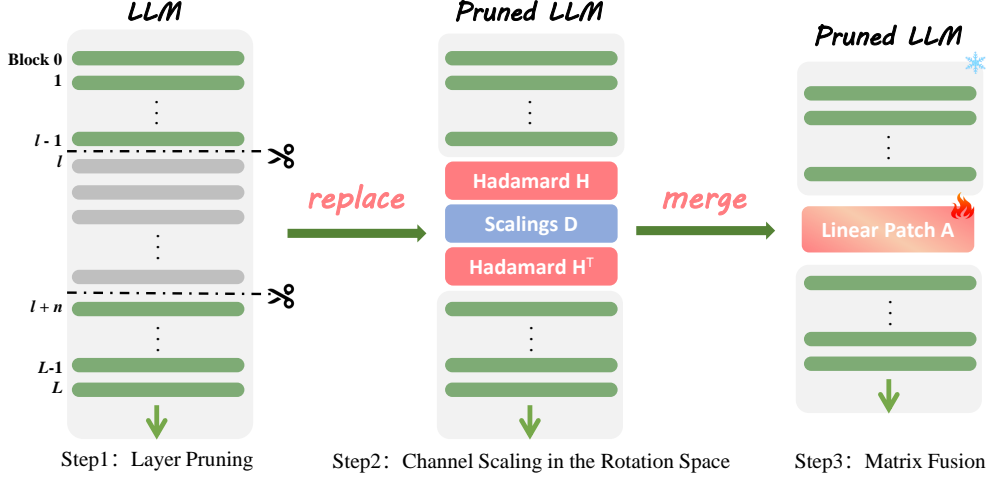 LLM
Block 0
1
⋮
l - 1
l
⋮
l + n
⋮
L-1
L
Step1：Layer Pruning
replace
Pruned LLM
⋮
Hadamard H
Scalings D
Hadamard Hᵀ
⋮
Step2：Channel Scaling in the Rotation Space
merge
Pruned LLM
⋮
Linear Patch A
⋮
Step3：Matrix Fusion